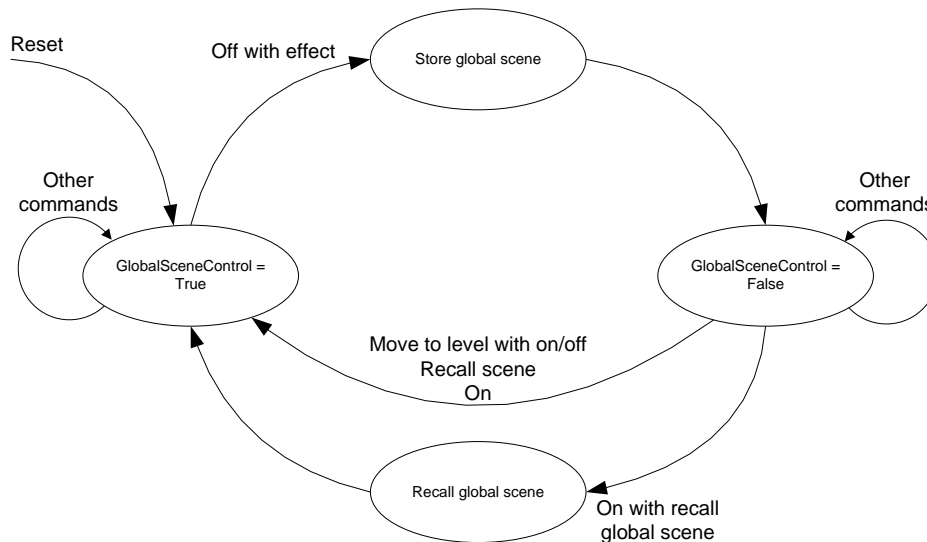 Reset
Off with effect
Store global scene
Other
commands
Other
commands
GlobalSceneControl =
True
GlobalSceneControl =
False
Move to level with on/off
Recall scene
On
Recall global scene
On with recall
global scene